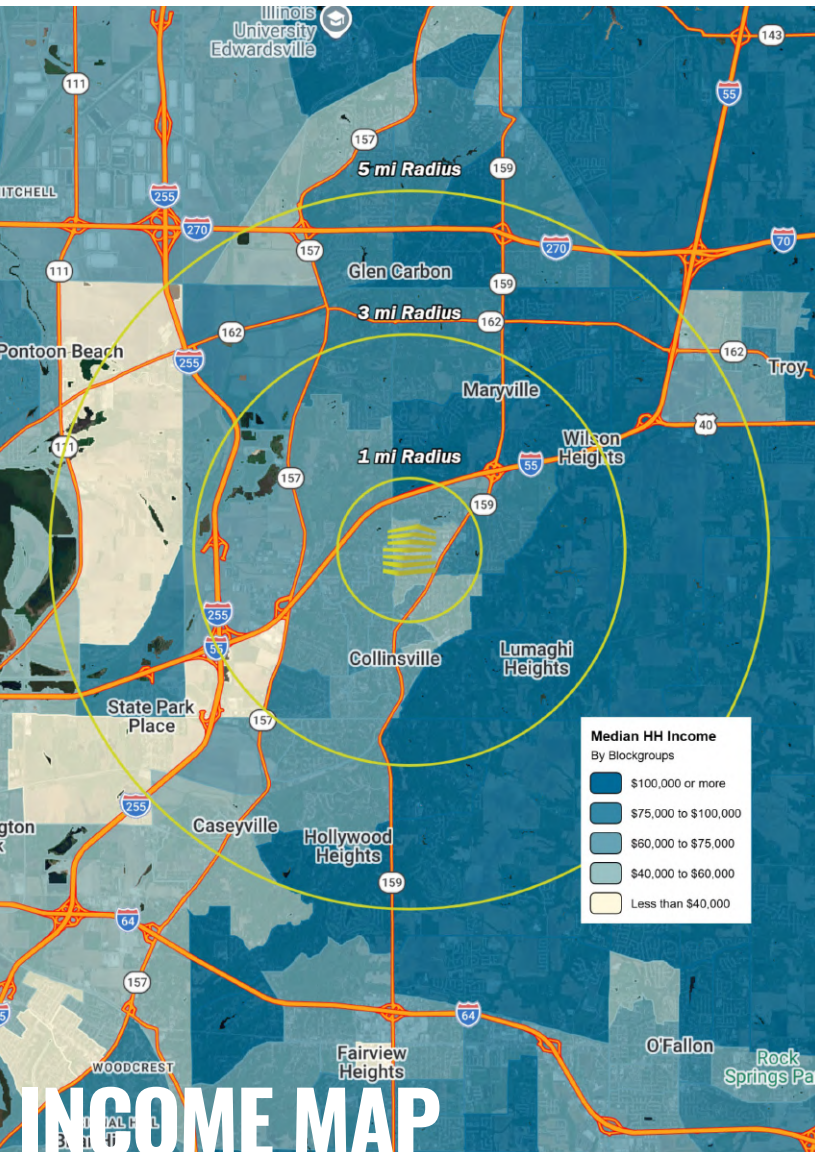 Illinois
University
Edwardsville
143
111
55
157
5 mi Radius
159
255
270
157
270
70
111
Glen Carbon
159
3 mi Radius
162
162
Pontoon Beach
255
162
Troy
Maryville
40
Wilson
Heights
111
1 mi Radius
55
157
159
255
55
Collinsville
Lumaghi
Heights
State Park
Place
157
255
Caseyville
Hollywood
Heights
159
Median HH Income
By Blockgroups
$100,000 or more
$75,000 to $100,000
$60,000 to $75,000
$40,000 to $60,000
Less than $40,000
64
157
64
Fairview
Heights
O'Fallon
Rock
Springs Pa
WOODCREST
INCOME MAP